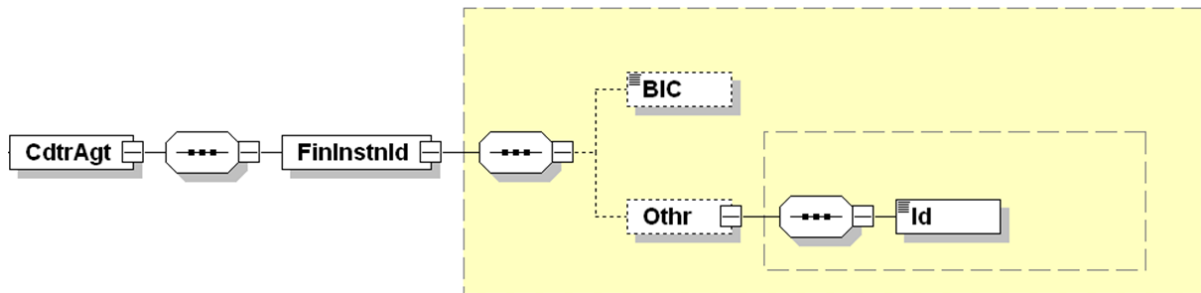 BIC
CdtrAgt
FinInstnId
Othr
Id